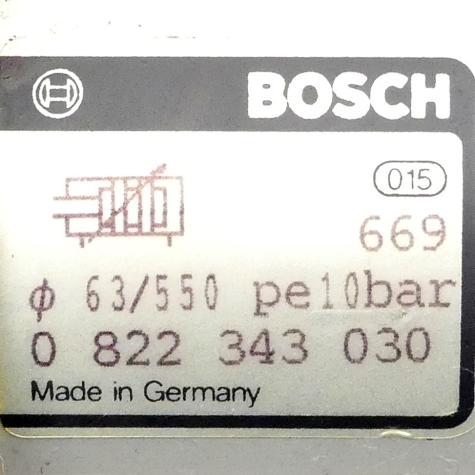 BOSCH
015
669
φ 63/550 pe10bar
0 822 343 030
Made in Germany